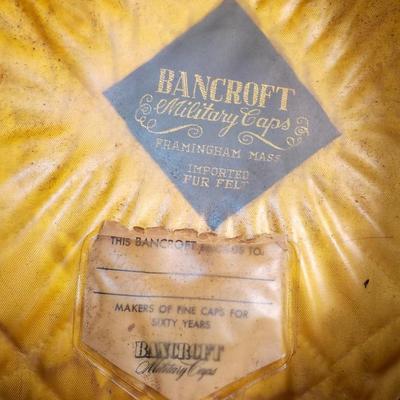 BANCROFT
Military Caps
FRAMINGHAM MASS
IMPORTED
FUR FELT
THIS BANCROFT TO:
MAKERS OF FINE CAPS FOR
SIXTY YEARS
BANCROFT
Military Caps